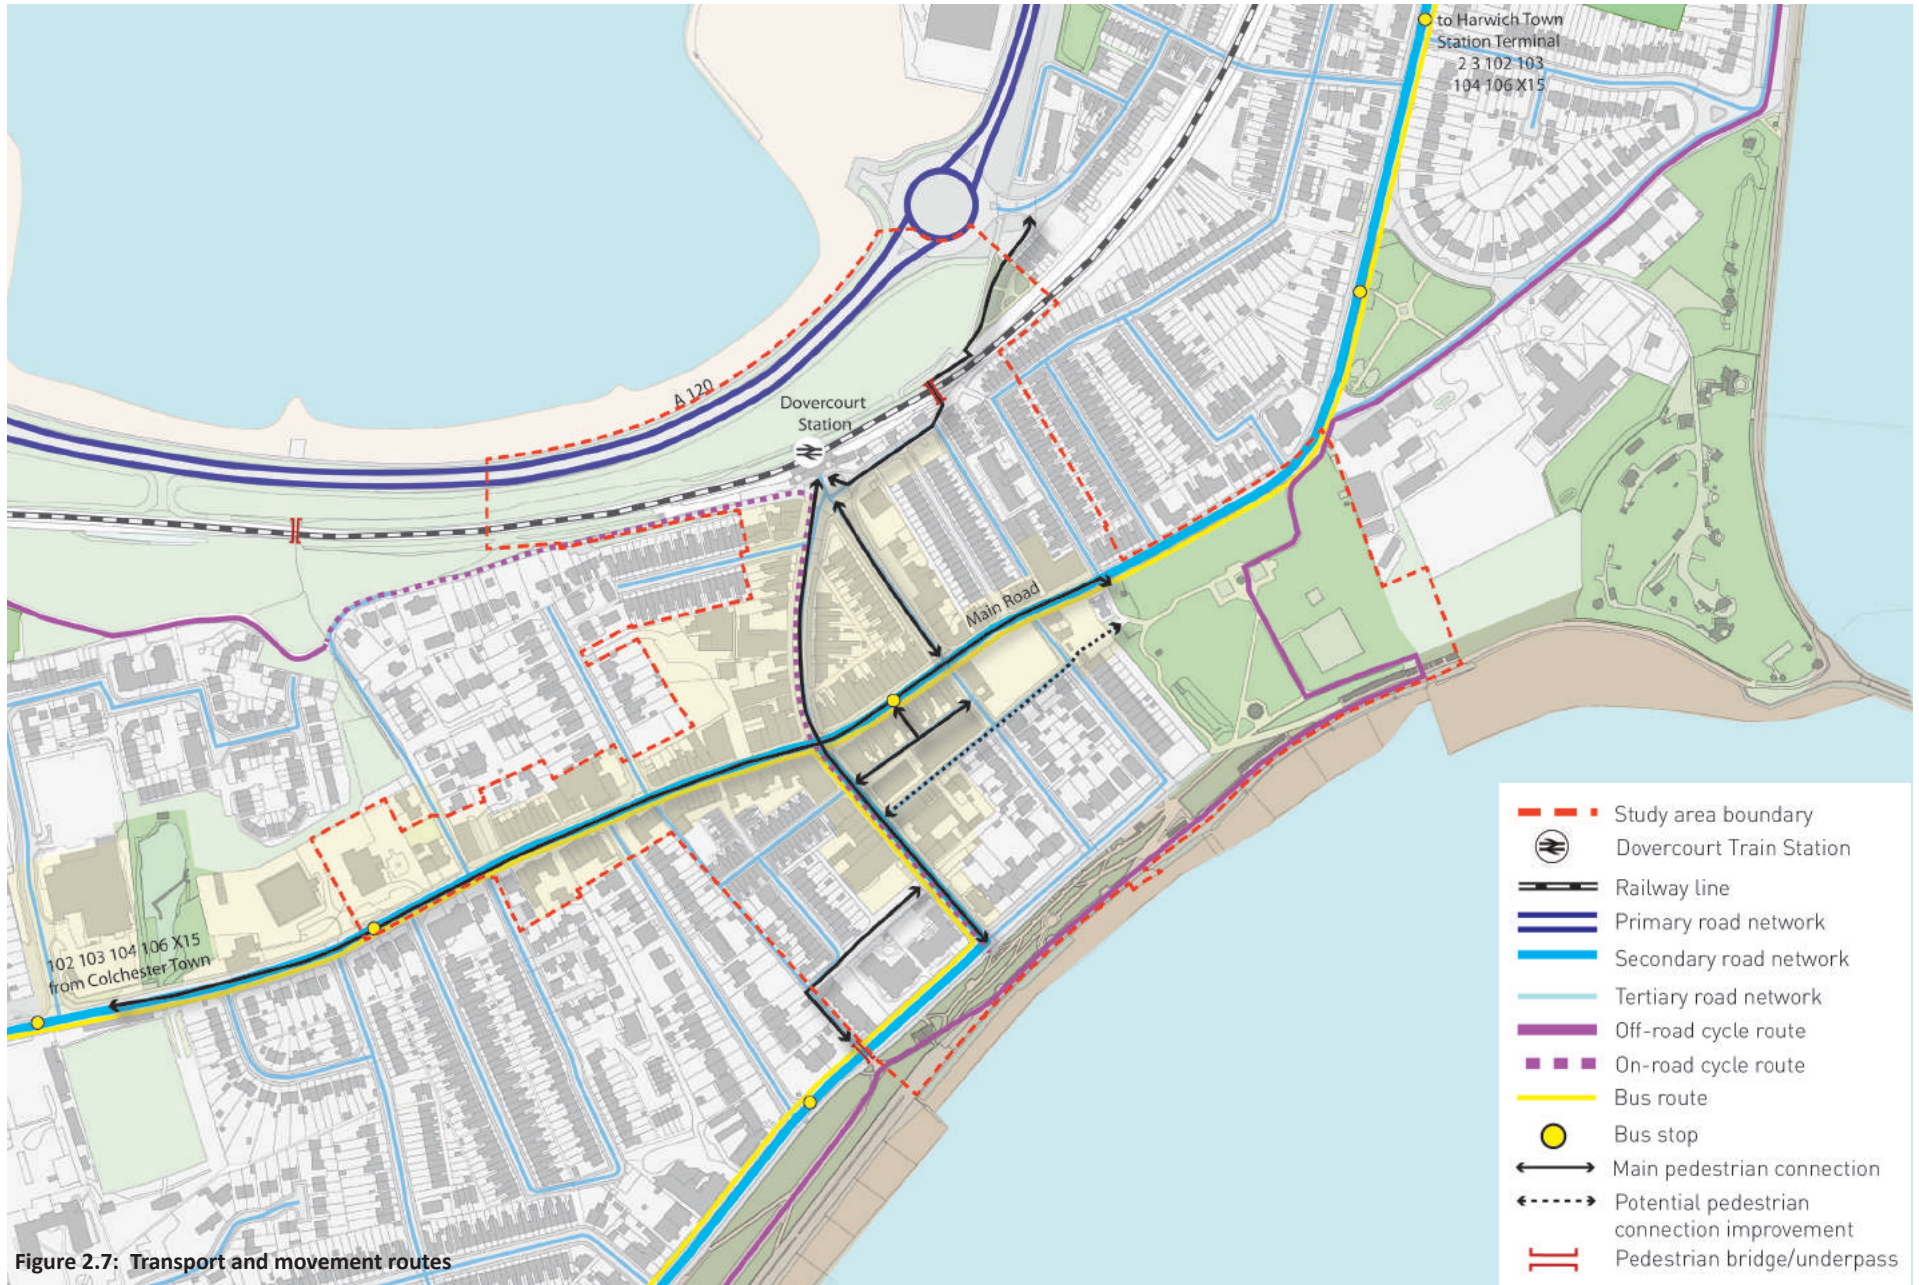 to Harwich Town
Station Terminal
2 3 102 103
104 106 X15
A 120
Dovercourt
Station
Main Road
102 103 104 106 X15
from Colchester Town
Study area boundary
Dovercourt Train Station
Railway line
Primary road network
Secondary road network
Tertiary road network
Off-road cycle route
On-road cycle route
Bus route
Bus stop
Main pedestrian connection
Potential pedestrian
connection improvement
Pedestrian bridge/underpass
Figure 2.7: Transport and movement routes